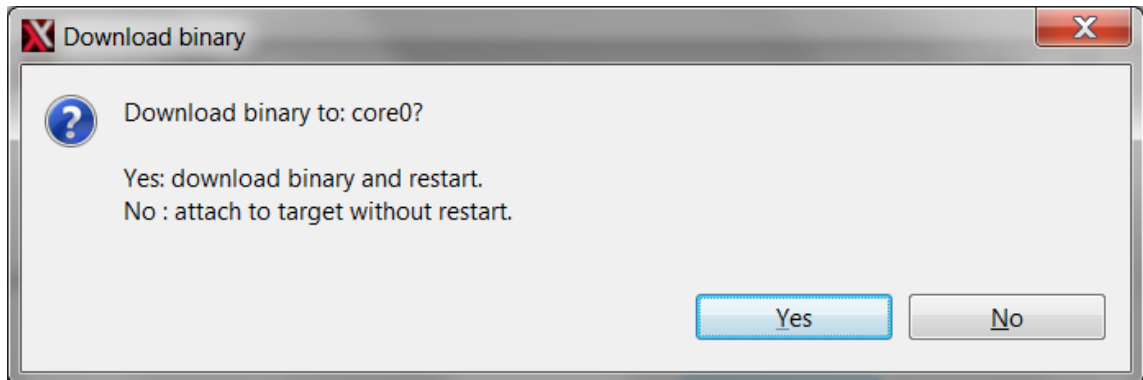 Download binary
Download binary to: core0?
Yes: download binary and restart.
No : attach to target without restart.
Yes
No